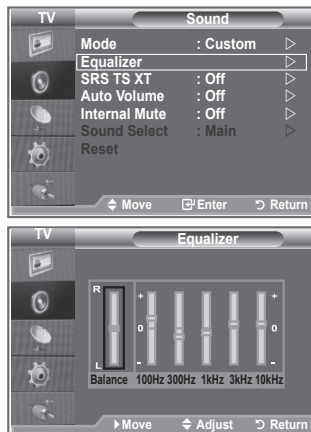 TV Sound
Mode : Custom
Equalizer
SRS TS XT : Off
Auto Volume : Off
Internal Mute : Off
Sound Select : Main
Reset
Move Enter Return
TV Equalizer
R + +
0 0
L - -
Balance 100Hz 300Hz 1kHz 3kHz 10kHz
Move Adjust Return